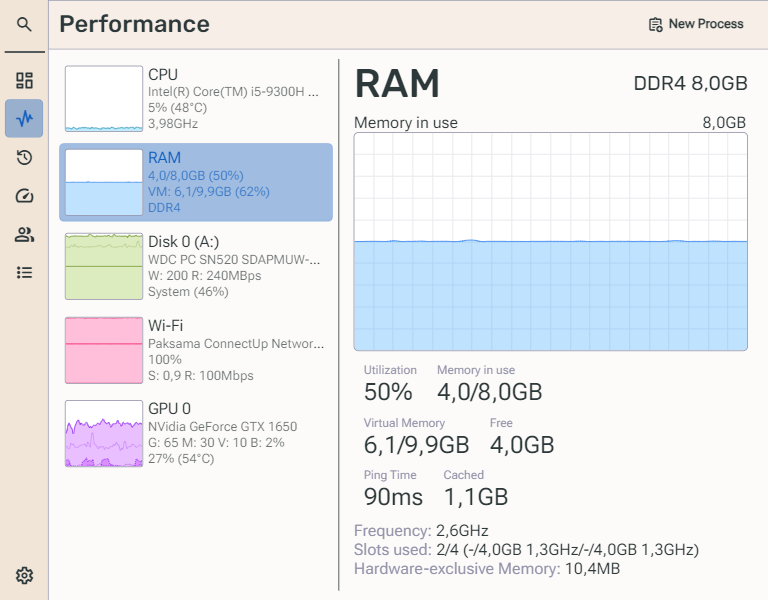 Performance
New Process
CPU
Intel(R) Core(TM) i5-9300H ...
5% (48°C)
3,98GHz
RAM
4,0/8,0GB (50%)
VM: 6,1/9,9GB (62%)
DDR4
Disk 0 (A:)
WDC PC SN520 SDAPMUW-...
W: 200 R: 240MBps
System (46%)
Wi-Fi
Paksama ConnectUp Networ...
100%
S: 0,9 R: 100Mbps
GPU 0
NVidia GeForce GTX 1650
G: 65 M: 30 V: 10 B: 2%
27% (54°C)
RAM
DDR4 8,0GB
Memory in use
8,0GB
Utilization
50%
Memory in use
4,0/8,0GB
Virtual Memory
6,1/9,9GB
Free
4,0GB
Ping Time
90ms
Cached
1,1GB
Frequency: 2,6GHz
Slots used: 2/4 (-/4,0GB 1,3GHz/-/4,0GB 1,3GHz)
Hardware-exclusive Memory: 10,4MB